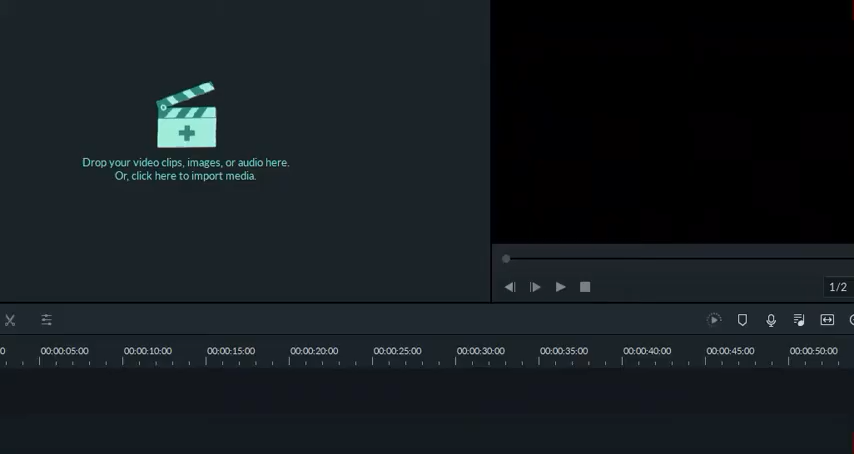 Drop your video clips, images, or audio here.
Or, click here to import media.
1/2
0 00:00:05:00 00:00:10:00 00:00:15:00 00:00:20:00 00:00:25:00 00:00:30:00 00:00:35:00 00:00:40:00 00:00:45:00 00:00:50:00